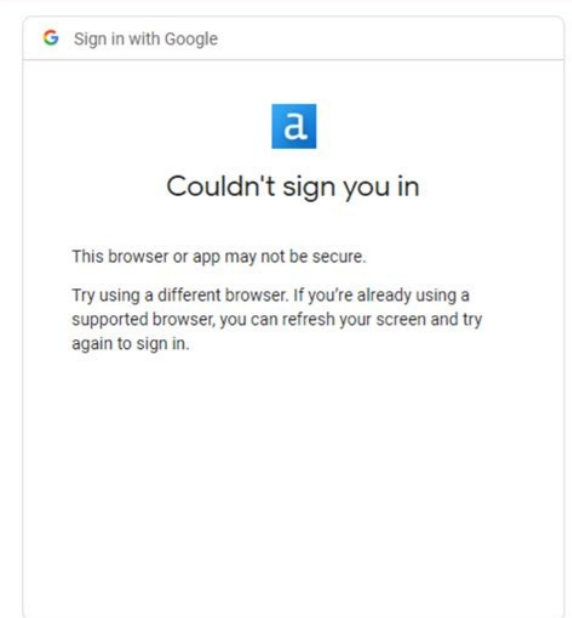 Sign in with Google
a
Couldn't sign you in
This browser or app may not be secure.
Try using a different browser. If you’re already using a
supported browser, you can refresh your screen and try
again to sign in.